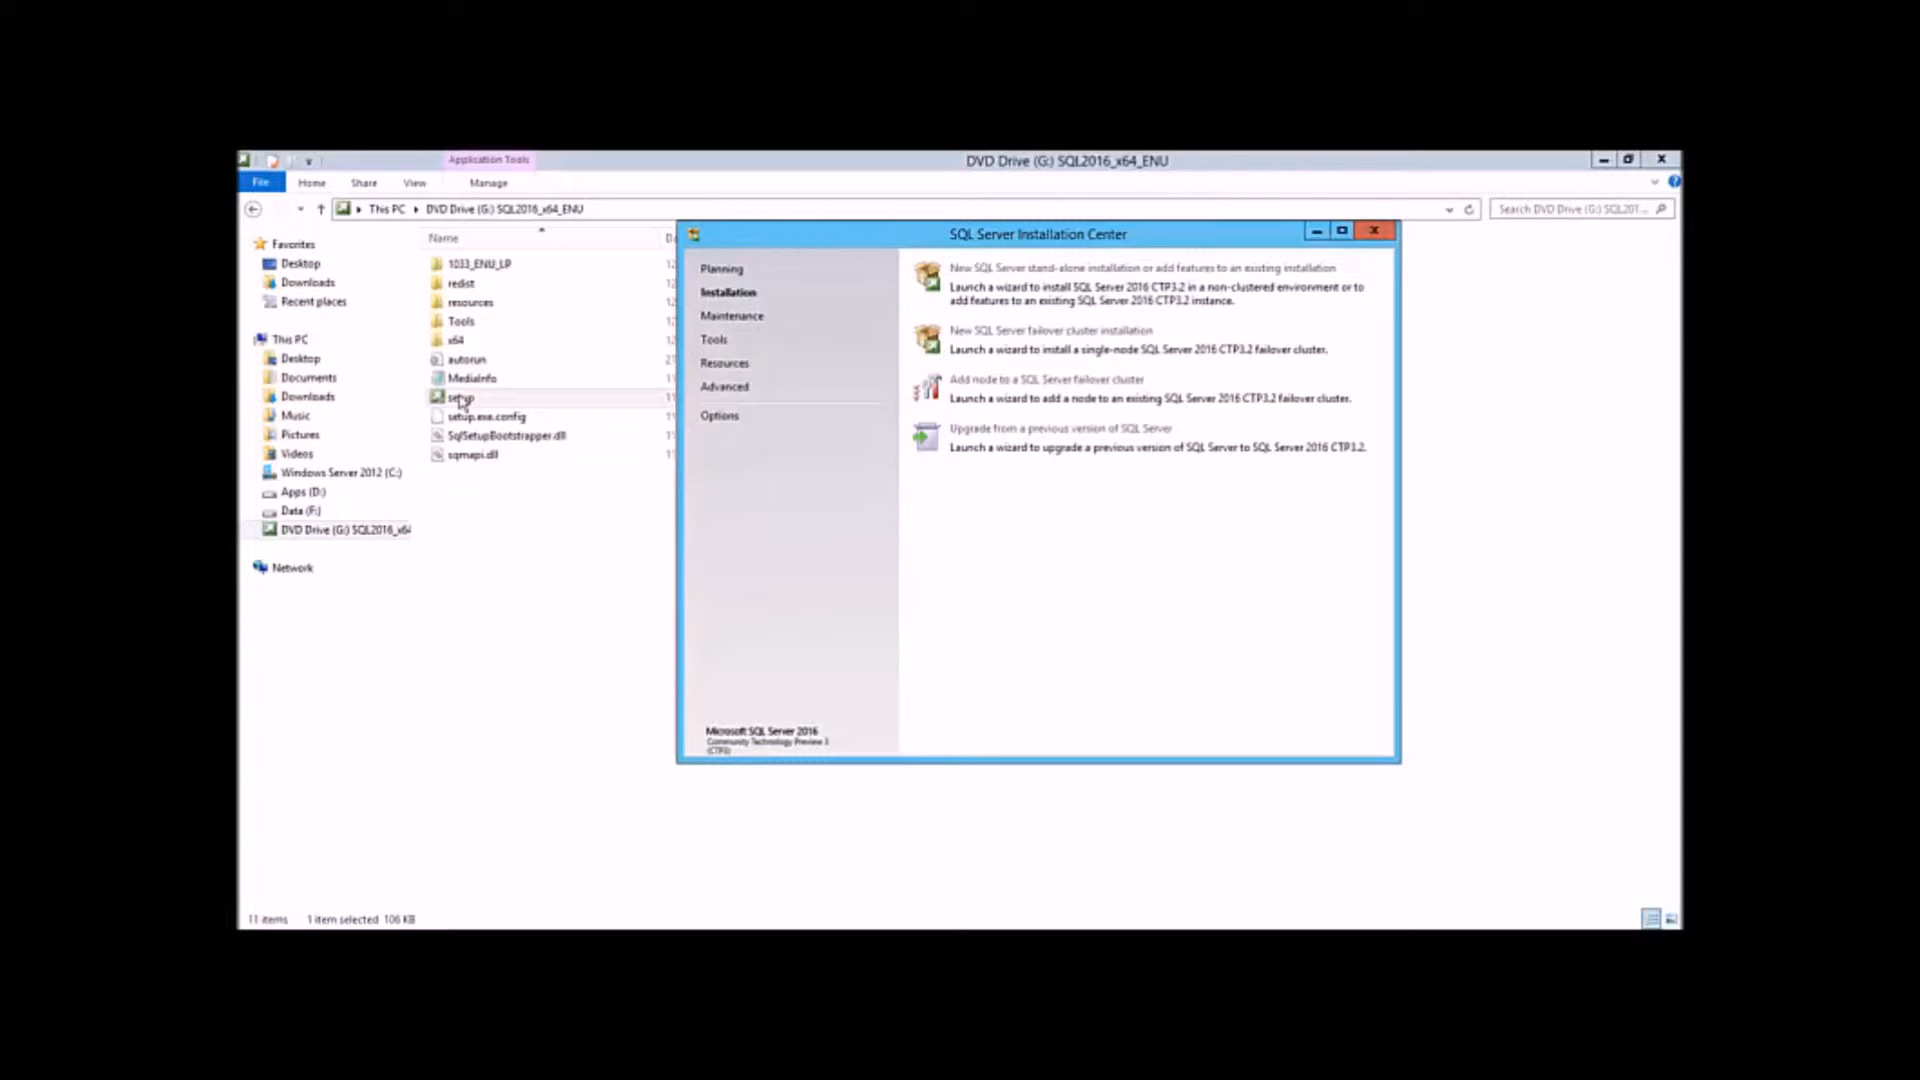 Application Tools
DVD Drive (G:) SQL2016_x64_ENU
File
Home
Share
View
Manage
This PC
DVD Drive (G:) SQL2016_x64_ENU
Search DVD Drive (G:) SQL201...
Name
Favorites
Desktop
Downloads
Recent places
This PC
Desktop
Documents
Downloads
Music
Pictures
Videos
Windows Server 2012 (C:)
Apps (D:)
Data (F:)
DVD Drive (G:) SQL2016_x64
Network
1033_ENU_LP
redist
resources
Tools
x64
autorun
MediaInfo
setup
setup.exe.config
SqlSetupBootstrapper.dll
sqmapi.dll
SQL Server Installation Center
Planning
Installation
Maintenance
Tools
Resources
Advanced
Options
Microsoft SQL Server 2016
Community Technology Preview 3
(CTP3)
New SQL Server stand-alone installation or add features to an existing installation
Launch a wizard to install SQL Server 2016 CTP3.2 in a non-clustered environment or to
add features to an existing SQL Server 2016 CTP3.2 instance.
New SQL Server failover cluster installation
Launch a wizard to install a single-node SQL Server 2016 CTP3.2 failover cluster.
Add node to a SQL Server failover cluster
Launch a wizard to add a node to an existing SQL Server 2016 CTP3.2 failover cluster.
Upgrade from a previous version of SQL Server
Launch a wizard to upgrade a previous version of SQL Server to SQL Server 2016 CTP3.2.
11 items
1 item selected 106 KB